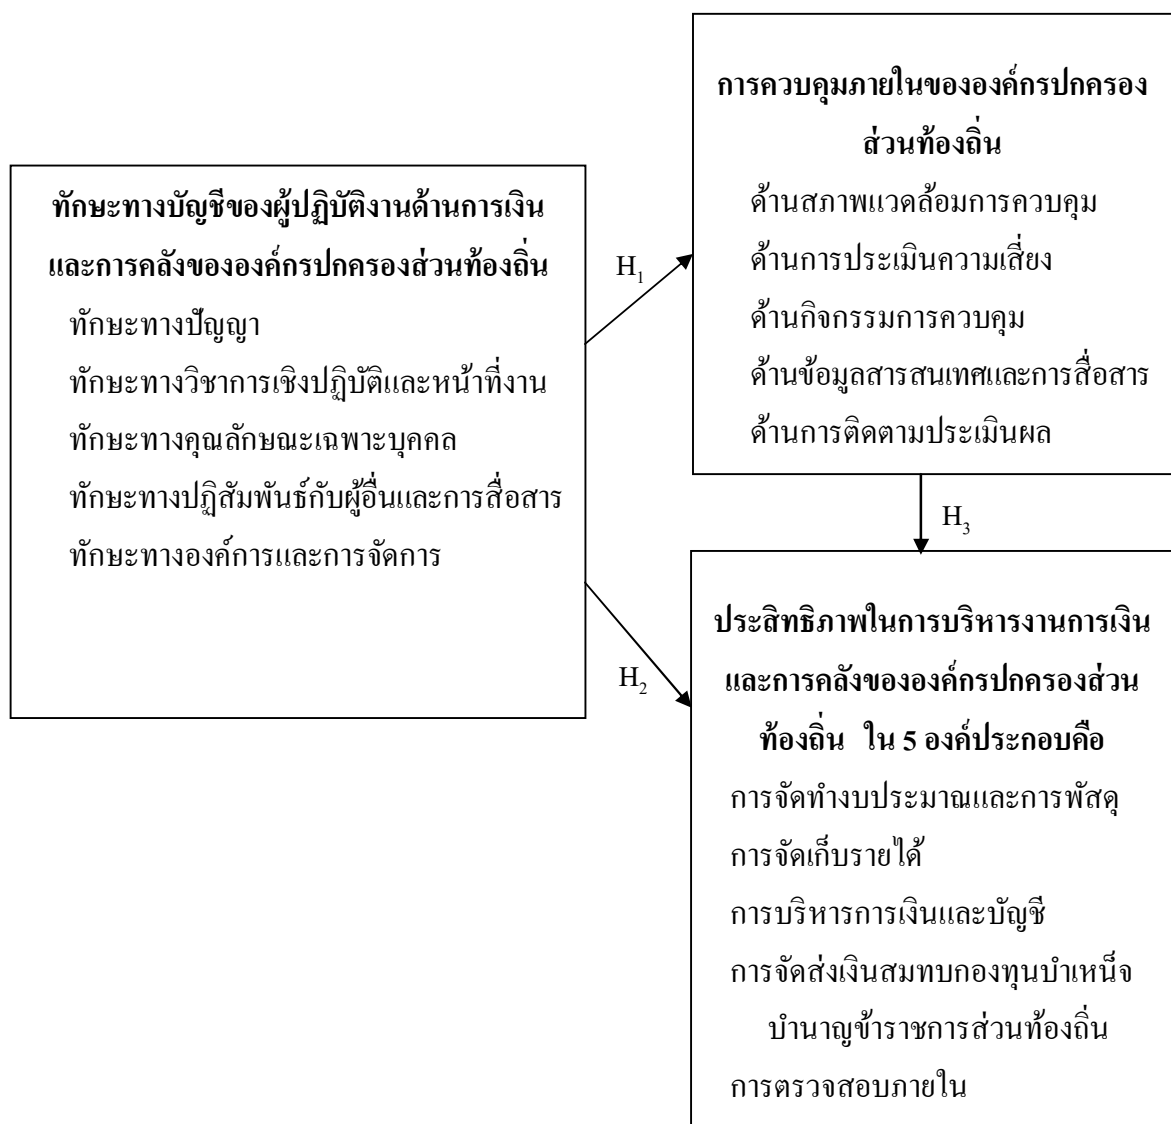 การควบคุมภายในขององค์กรปกครอง
ส่วนท้องถิ่น
ด้านสภาพแวดล้อมการควบคุม
ด้านการประเมินความเสี่ยง
ด้านกิจกรรมการควบคุม
ด้านข้อมูลสารสนเทศและการสื่อสาร
ด้านการติดตามประเมินผล
ทักษะทางบัญชีของผู้ปฏิบัติงานด้านการเงิน
และการคลังขององค์กรปกครองส่วนท้องถิ่น
ทักษะทางปัญญา
ทักษะทางวิชาการเชิงปฏิบัติและหน้าที่งาน
ทักษะทางคุณลักษณะเฉพาะบุคคล
ทักษะทางปฏิสัมพันธ์กับผู้อื่นและการสื่อสาร
ทักษะทางองค์การและการจัดการ
H₁
H₂
H₃
ประสิทธิภาพในการบริหารงานการเงิน
และการคลังขององค์กรปกครองส่วน
ท้องถิ่น ใน 5 องค์ประกอบคือ
การจัดทำงบประมาณและการพัสดุ
การจัดเก็บรายได้
การบริหารการเงินและบัญชี
การจัดส่งเงินสมทบกองทุนบำเหน็จ
บำนาญข้าราชการส่วนท้องถิ่น
การตรวจสอบภายใน